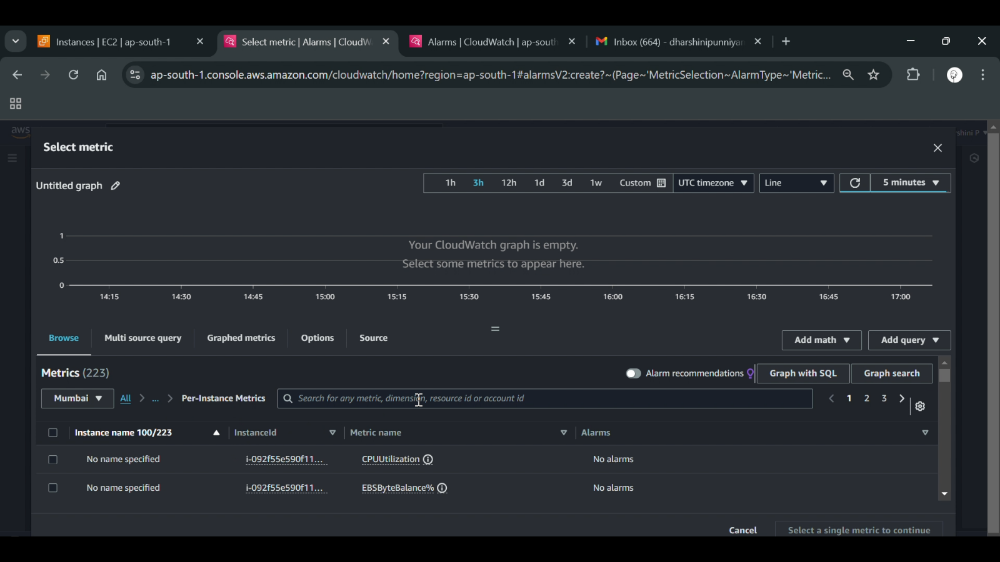 Instances | EC2 | ap-south-1
Select metric | Alarms | CloudW
Alarms | CloudWatch | ap-south
Inbox (664) - dharshinipunniyan
ap-south-1.console.aws.amazon.com/cloudwatch/home?region=ap-south-1#alarmsV2:create?~(Page~'MetricSelection~AlarmType~'Metric...
aws
shini P
Select metric
Untitled graph
1h 3h 12h 1d 3d 1w Custom UTC timezone Line 5 minutes
1
0.5
0
Your CloudWatch graph is empty.
Select some metrics to appear here.
14:15 14:30 14:45 15:00 15:15 15:30 15:45 16:00 16:15 16:30 16:45 17:00
Browse Multi source query Graphed metrics Options Source Add math Add query
Metrics (223) Alarm recommendations Graph with SQL Graph search
Mumbai All > ... > Per-Instance Metrics Search for any metric, dimension, resource id or account id < 1 2 3 >
Instance name 100/223 InstanceId Metric name Alarms
No name specified i-092f55e590f11... CPUUtilization No alarms
No name specified i-092f55e590f11... EBSByteBalance% No alarms
Cancel Select a single metric to continue